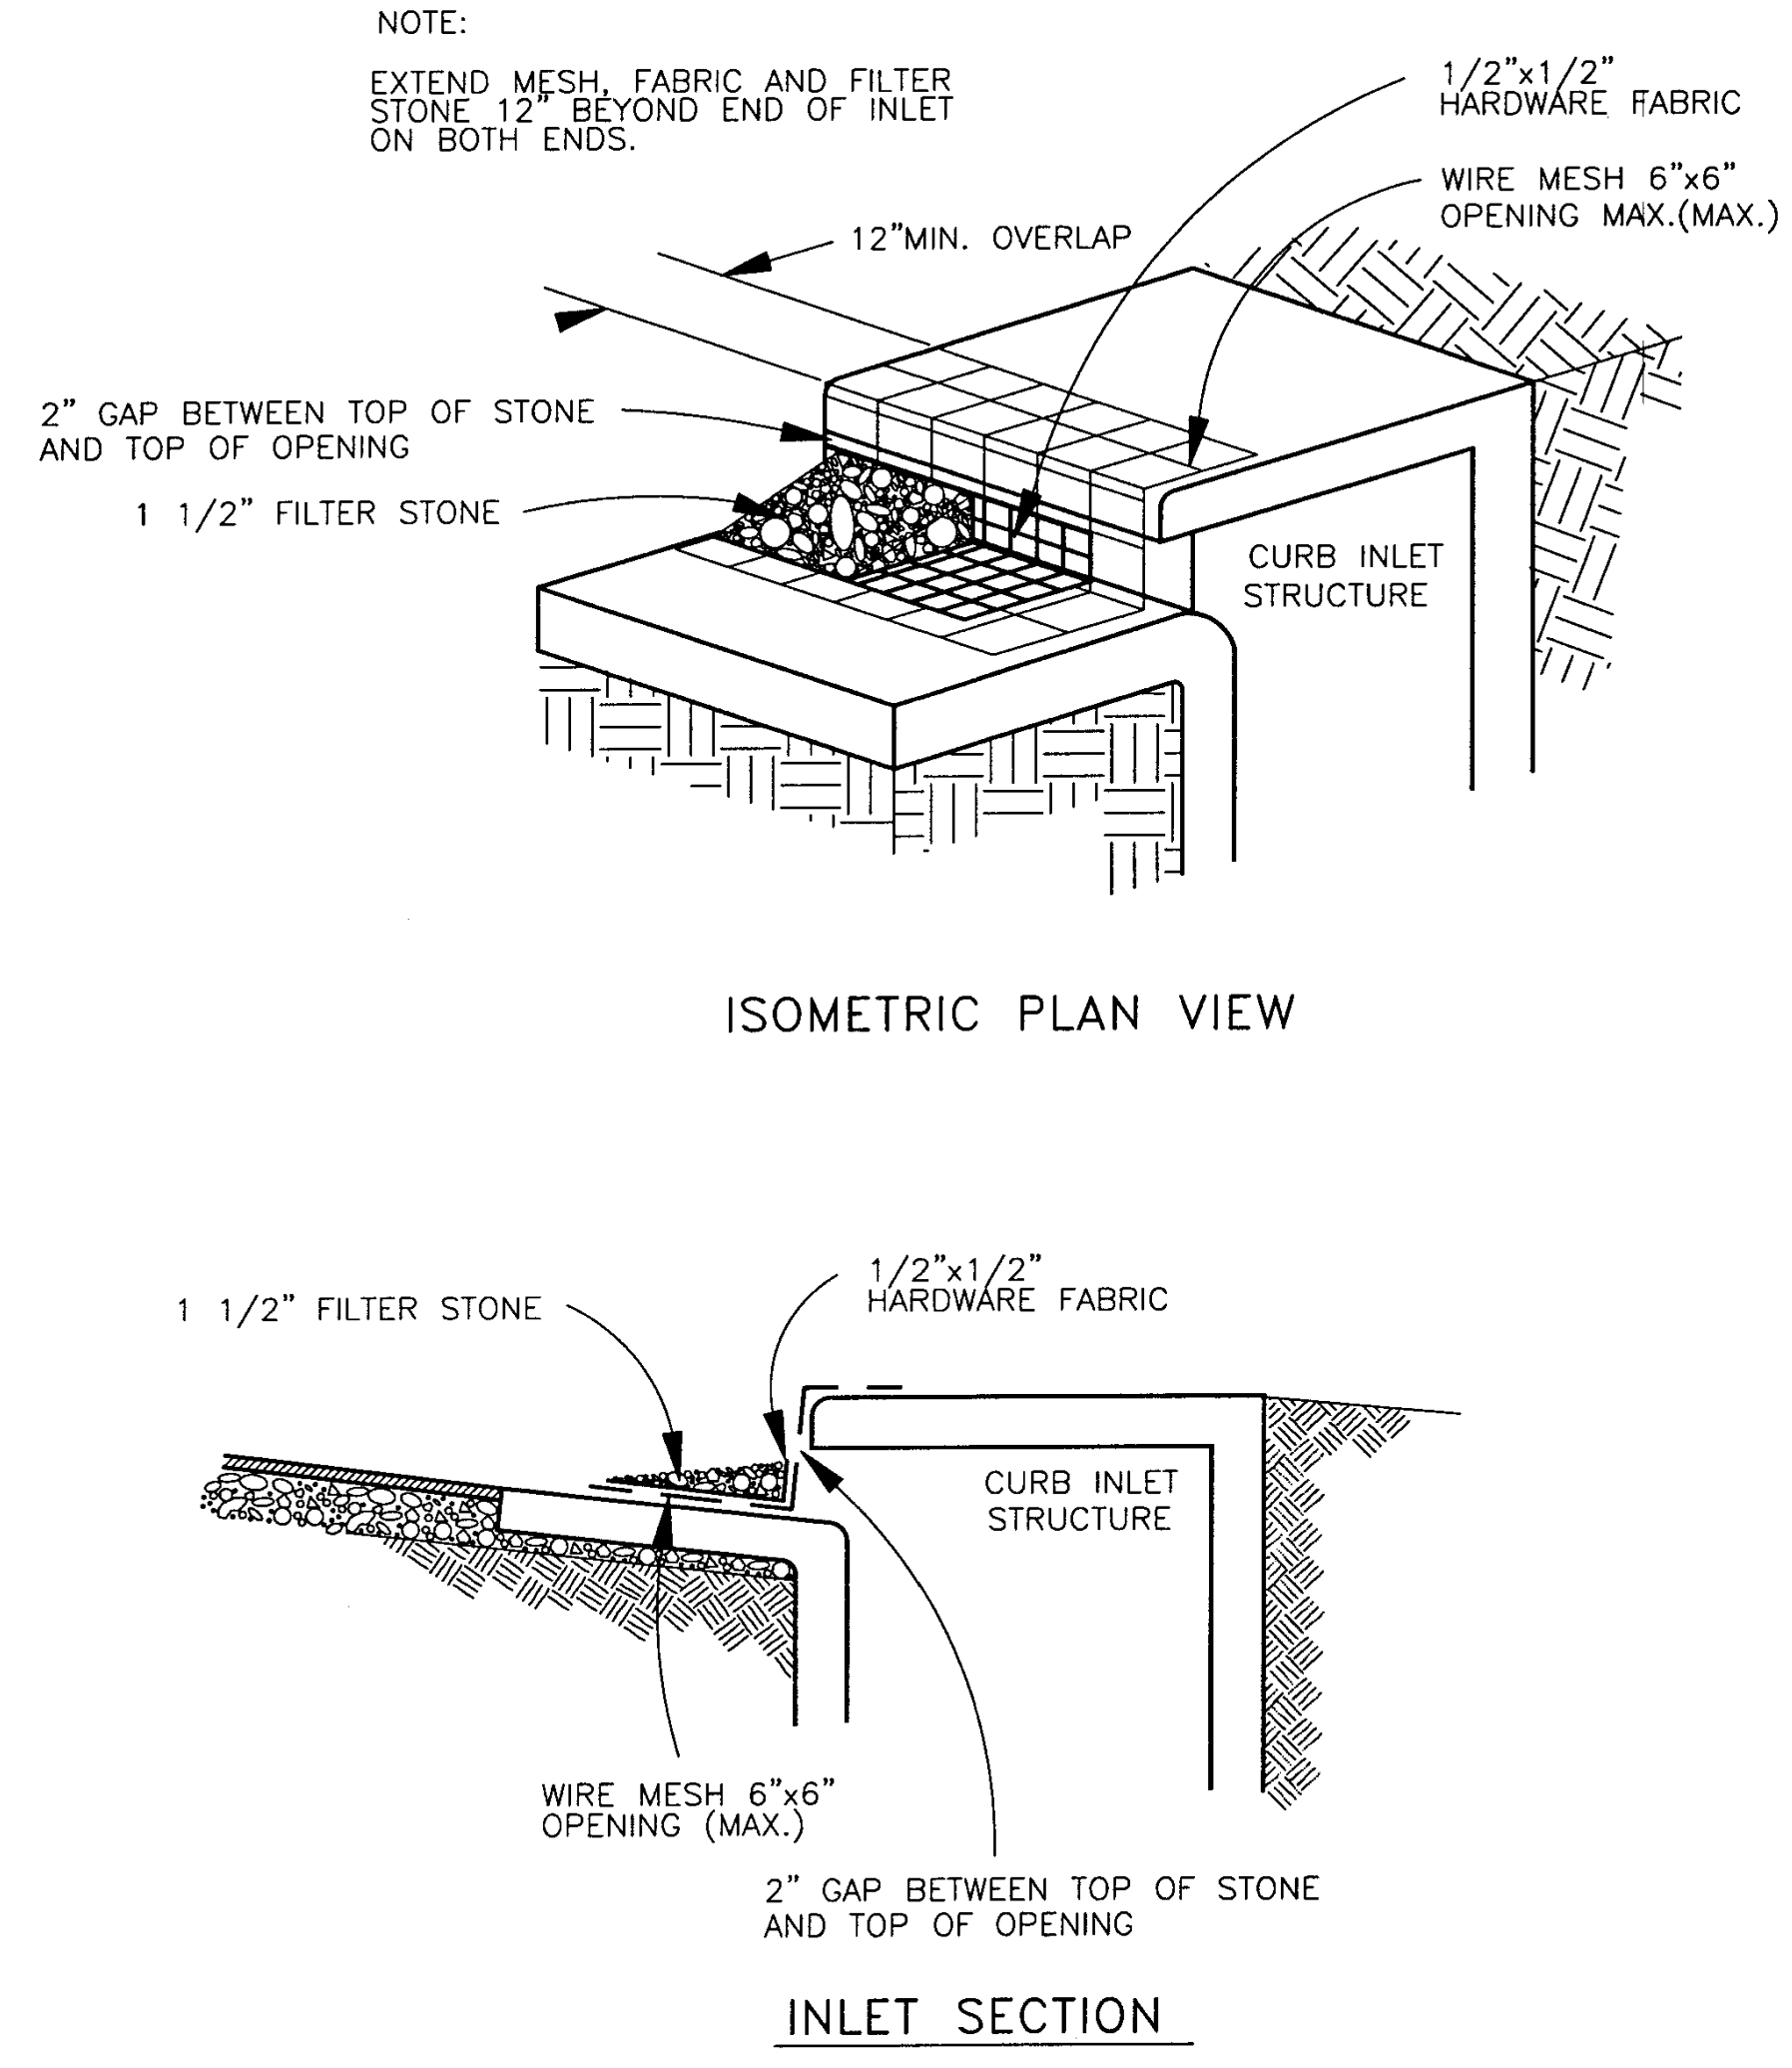 NOTE:
EXTEND MESH, FABRIC AND FILTER
STONE 12" BEYOND END OF INLET
ON BOTH ENDS.
1/2"x1/2"
HARDWARE FABRIC
WIRE MESH 6"x6"
OPENING MAX.(MAX.)
12"MIN. OVERLAP
2" GAP BETWEEN TOP OF STONE
AND TOP OF OPENING
1 1/2" FILTER STONE
CURB INLET
STRUCTURE
ISOMETRIC PLAN VIEW
1/2"x1/2"
HARDWARE FABRIC
1 1/2" FILTER STONE
CURB INLET
STRUCTURE
WIRE MESH 6"x6"
OPENING (MAX.)
2" GAP BETWEEN TOP OF STONE
AND TOP OF OPENING
INLET SECTION